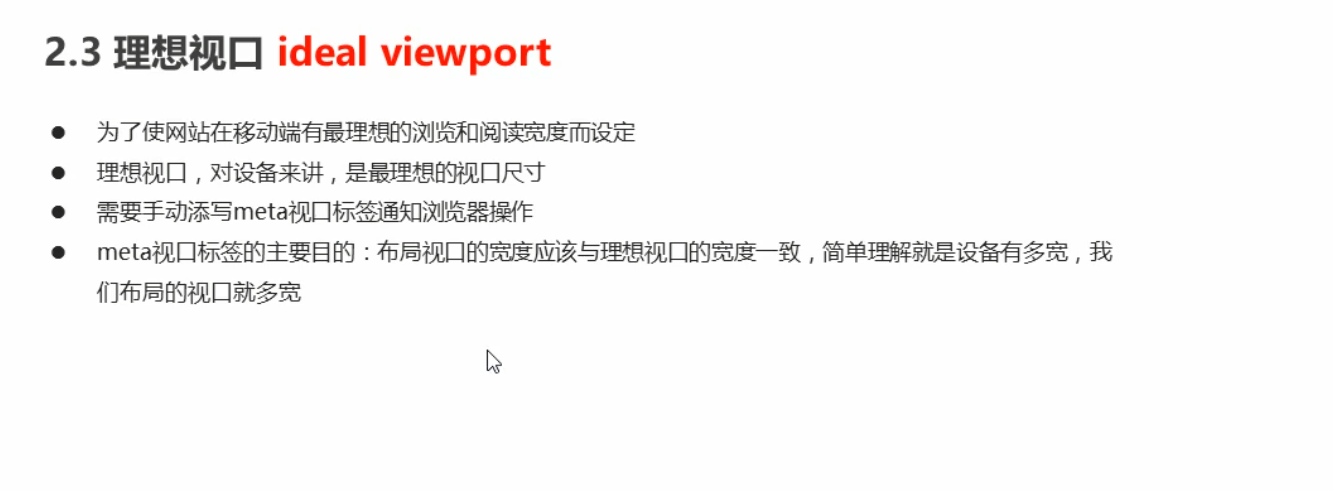 2.3 理想视口 ideal viewport
● 为了使网站在移动端有最理想的浏览和阅读宽度而设定
● 理想视口，对设备来讲，是最理想的视口尺寸
● 需要手动添写meta视口标签通知浏览器操作
● meta视口标签的主要目的：布局视口的宽度应该与理想视口的宽度一致，简单理解就是设备有多宽，我
们布局的视口就多宽